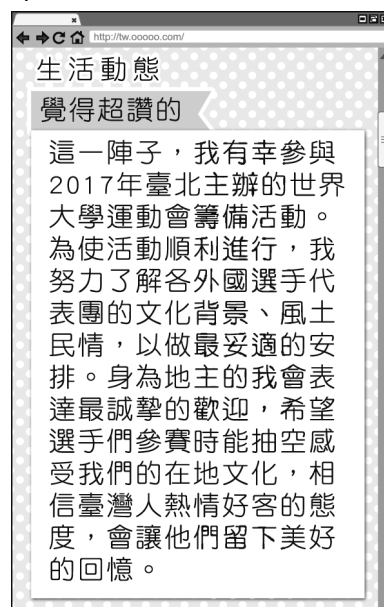 http://tw.ooooo.com/
生活動態
覺得超讚的
這一陣子，我有幸參與
2017年臺北主辦的世界
大學運動會籌備活動。
為使活動順利進行，我
努力了解各外國選手代
表團的文化背景、風土
民情，以做最妥適的安
排。身為地主的我會表
達最誠摯的歡迎，希望
選手們參賽時能抽空感
受我們的在地文化，相
信臺灣人熱情好客的態
度，會讓他們留下美好
的回憶。